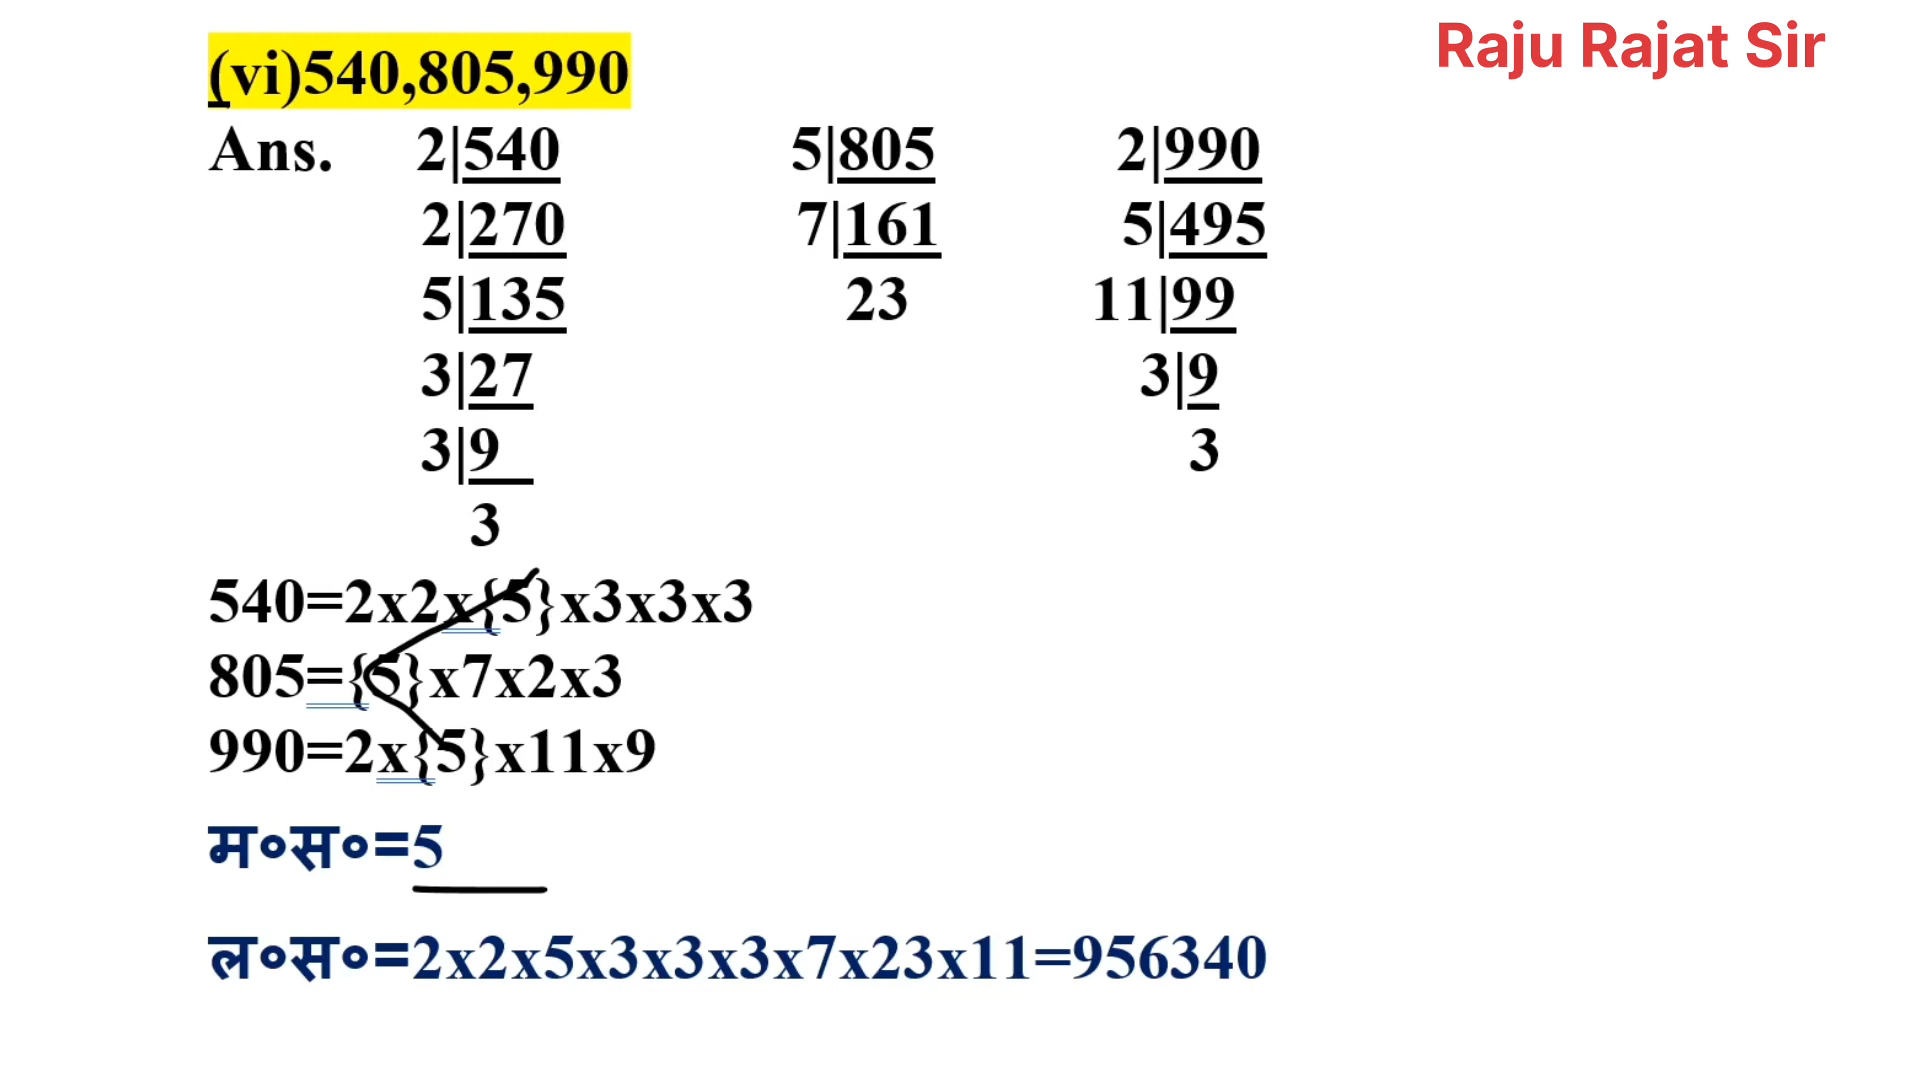 Raju Rajat Sir
(vi)540,805,990
Ans. 2|540 5|805 2|990
2|270 7|161 5|495
5|135 23 11|99
3|27 3|9
3|9 3
3
540=2x2x{5}x3x3x3
805={5}x7x2x3
990=2x{5}x11x9
म०स०=5
ल०स०=2x2x5x3x3x3x7x23x11=956340